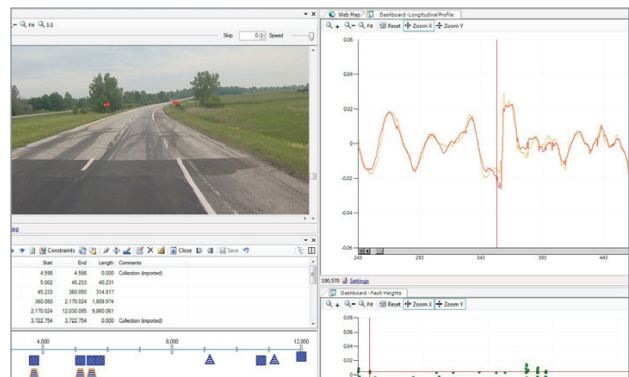 Fit 1:1
Skip 0 Speed
Constraints Close Save
Start End Length Comments
4.598 4.598 0.000 Collection (imported)
5.002 45.233 40.231
45.233 360.050 314.817
360.050 2,170.024 1,809.974
2,170.024 12,030.085 9,860.061
3,722.754 3,722.754 0.000 Collection (imported)
4,000 8,000 12,000
Web Map Dashboard -Longitudinal Profile
Fit Reset Zoom X Zoom Y
0.06
0.04
0.02
0
-0.02
-0.04
-0.06
243 293 343 393 443
100,570 Settings
Dashboard - Fault Heights
Fit Reset Zoom X Zoom Y
0.08
0.06
0.04
0.02
0